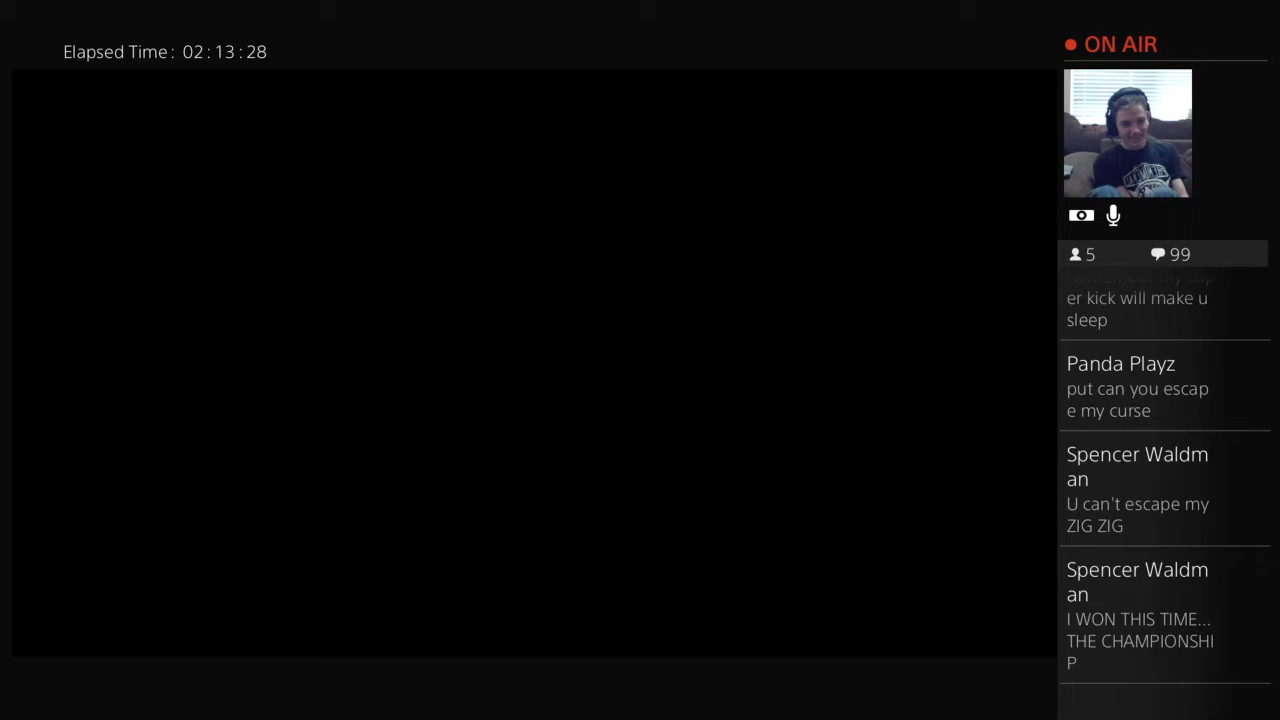 Elapsed Time: 02:13:28
ON AIR
5 99
er kick will make u
sleep
Panda Playz
put can you escap
e my curse
Spencer Waldm
an
U can't escape my
ZIG ZIG
Spencer Waldm
an
I WON THIS TIME...
THE CHAMPIONSHI
P